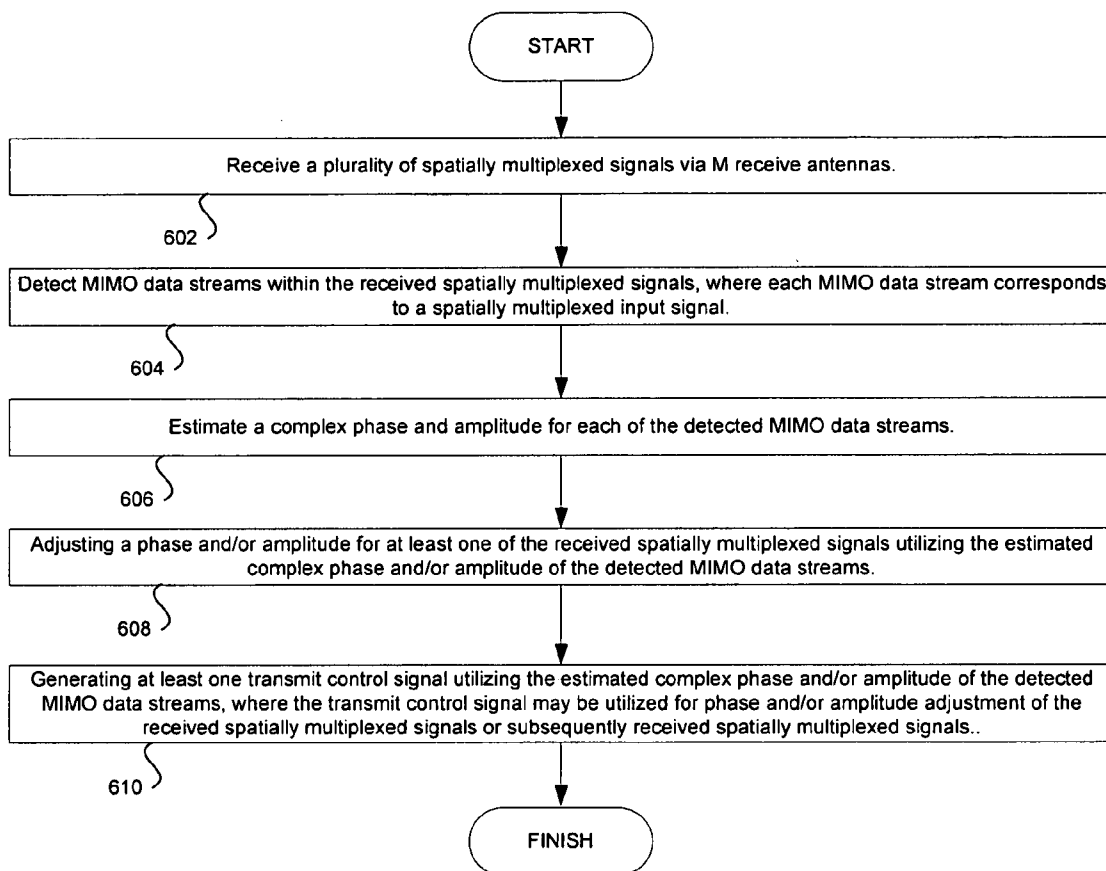 START
Receive a plurality of spatially multiplexed signals via M receive antennas.
602
Detect MIMO data streams within the received spatially multiplexed signals, where each MIMO data stream corresponds
to a spatially multiplexed input signal.
604
Estimate a complex phase and amplitude for each of the detected MIMO data streams.
606
Adjusting a phase and/or amplitude for at least one of the received spatially multiplexed signals utilizing the estimated
complex phase and/or amplitude of the detected MIMO data streams.
608
Generating at least one transmit control signal utilizing the estimated complex phase and/or amplitude of the detected
MIMO data streams, where the transmit control signal may be utilized for phase and/or amplitude adjustment of the
received spatially multiplexed signals or subsequently received spatially multiplexed signals..
610
FINISH